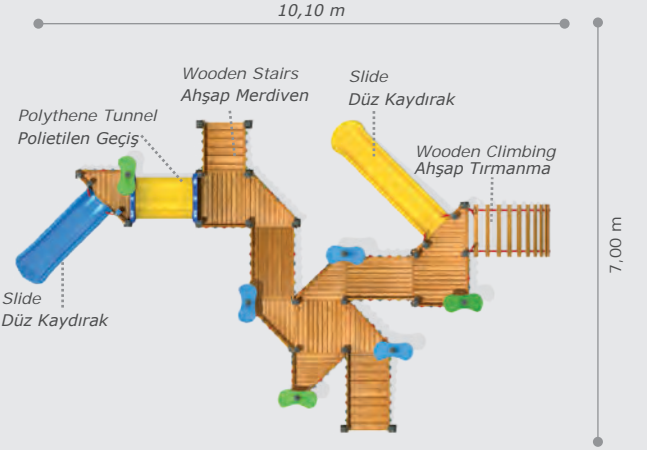 10,10 m
Wooden Stairs
Ahşap Merdiven
Slide
Düz Kaydırak
Polythene Tunnel
Polietilen Geçiş
Wooden Climbing
Ahşap Tırmanma
7,00 m
Slide
Düz Kaydırak